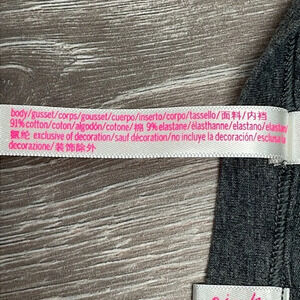 body/gusset/corps/gousset/cuerpo/inserto/corpo/tassello/面料/内裆
91% cotton/coton/algodón/cotone/棉 9% elastane/élasthanne/elastano/elastan
氨纶 exclusive of decoration/sauf décoration/no incluye la decoración/esclusa la
decorazione/装饰除外